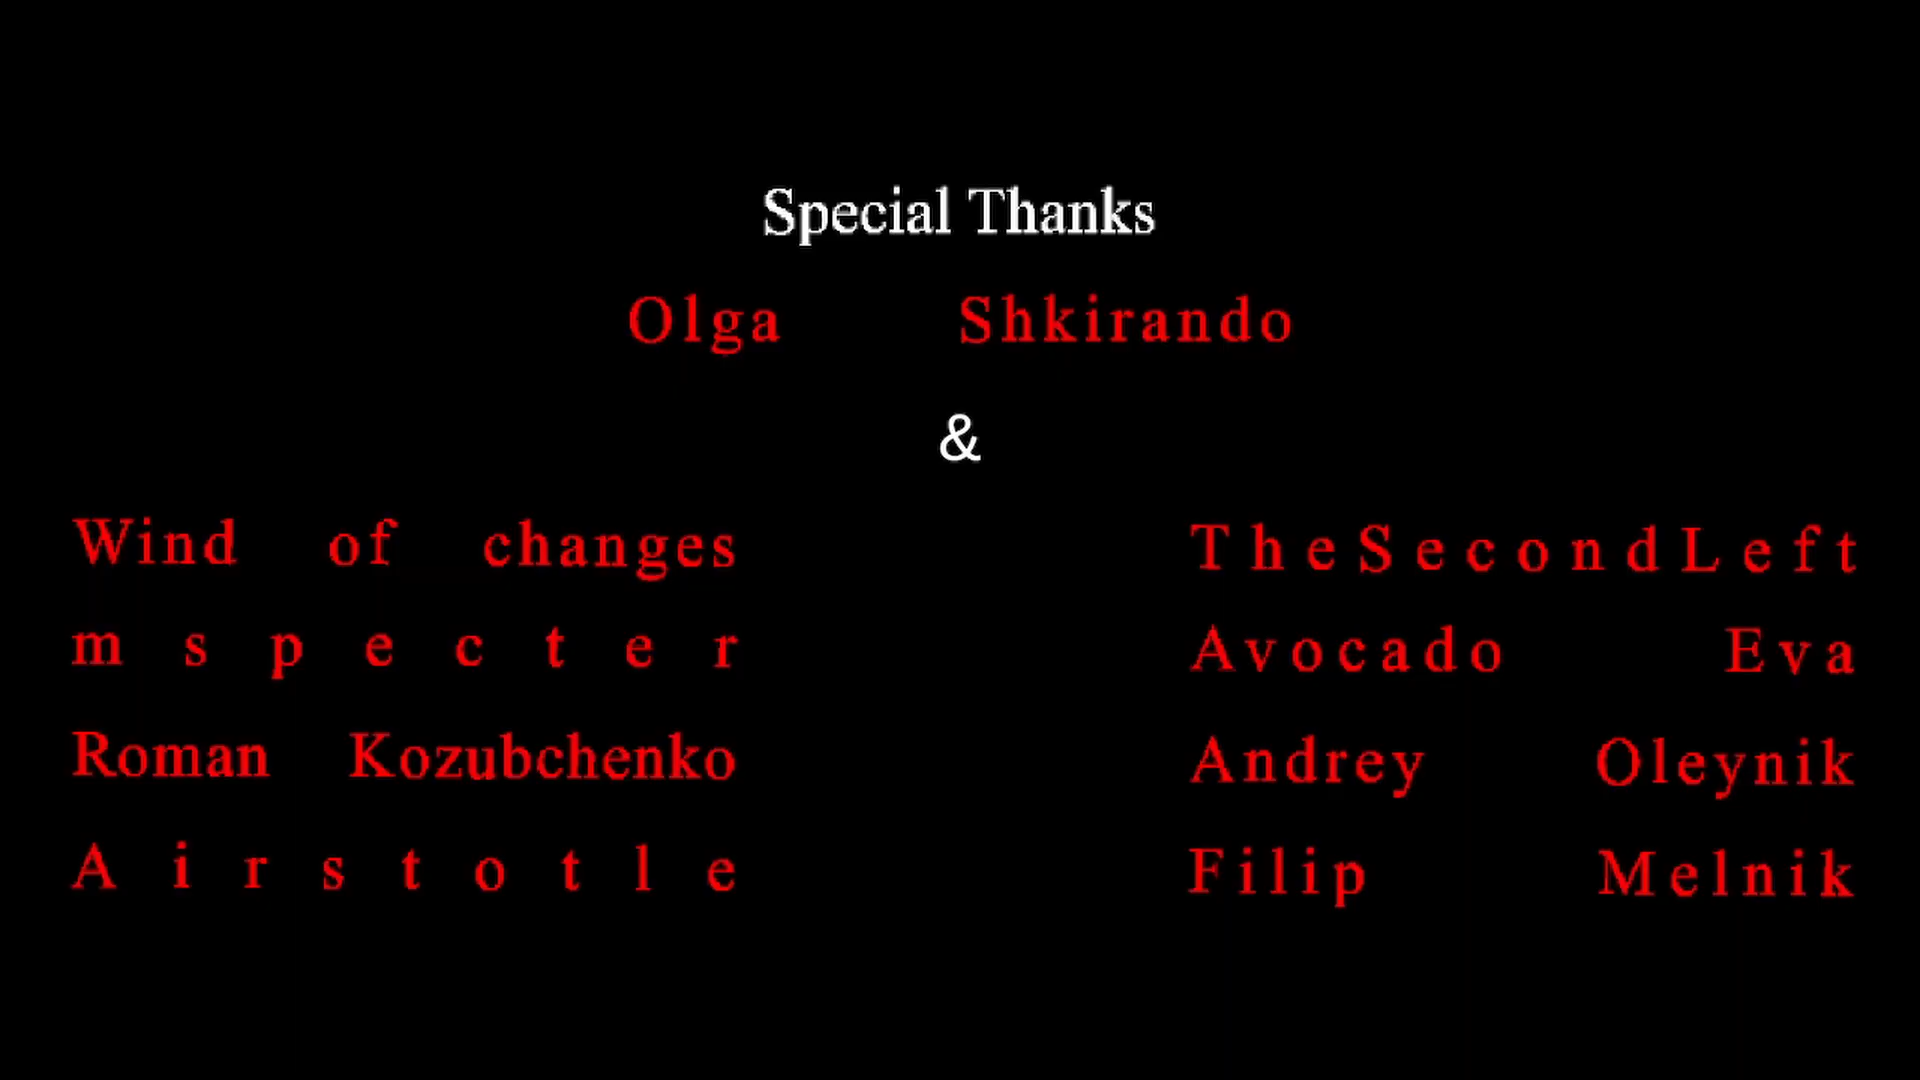 Special Thanks
Olga Shkirando
&
Wind of changes
TheSecondLeft
mspecter
Avocado Eva
Roman Kozubchenko
Andrey Oleynik
Airstotle
Filip Melnik